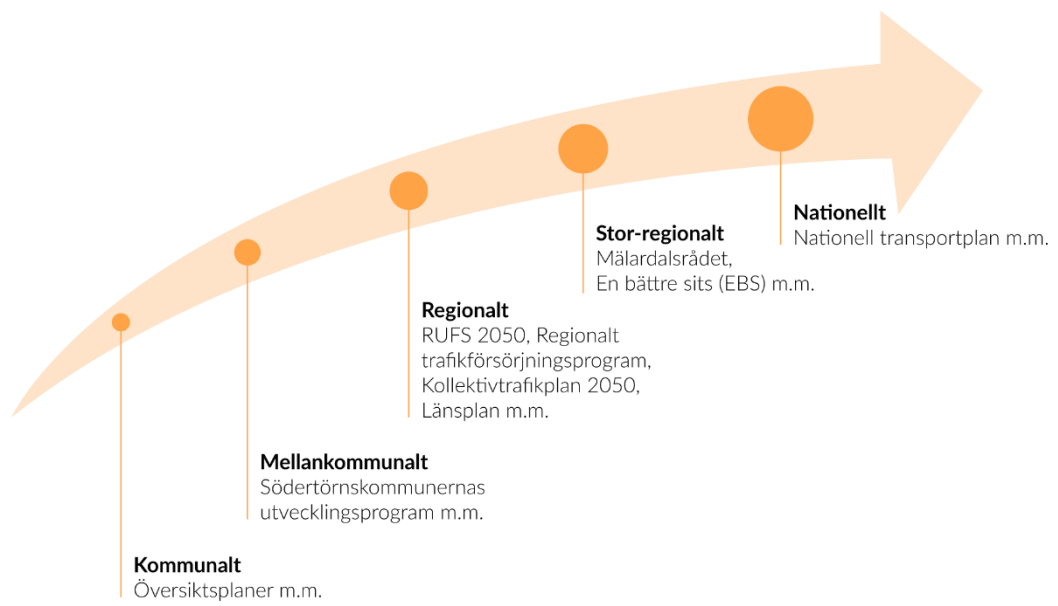 Kommunalt
Översiktsplaner m.m.
Mellankommunalt
Södertörnskommunernas
utvecklingsprogram m.m.
Regionalt
RUFS 2050, Regionalt
trafikförsörjningsprogram,
Kollektivtrafikplan 2050,
Länsplan m.m.
Stor-regionalt
Mälardalsrådet,
En bättre sits (EBS) m.m.
Nationellt
Nationell transportplan m.m.